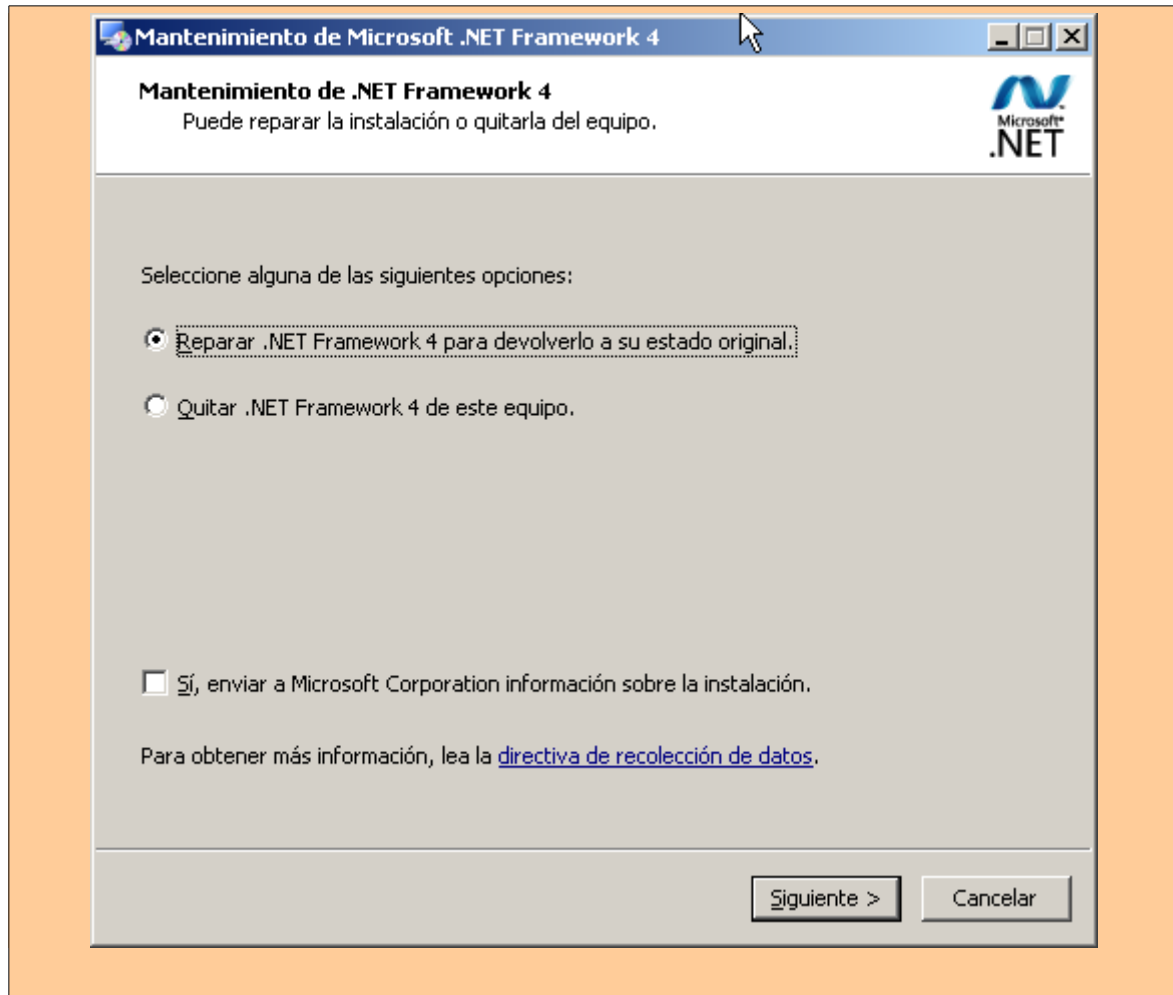 Mantenimiento de Microsoft .NET Framework 4
Mantenimiento de .NET Framework 4
Puede reparar la instalación o quitarla del equipo.
Microsoft®
.NET
Seleccione alguna de las siguientes opciones:
Reparar .NET Framework 4 para devolverlo a su estado original.
Quitar .NET Framework 4 de este equipo.
Sí, enviar a Microsoft Corporation información sobre la instalación.
Para obtener más información, lea la directiva de recolección de datos.
Siguiente >
Cancelar